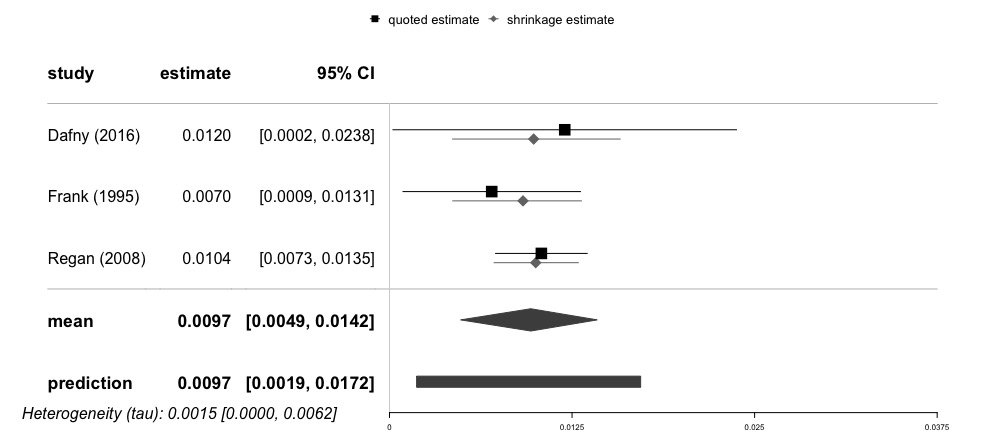 quoted estimate shrinkage estimate
study estimate 95% CI
Dafny (2016) 0.0120 [0.0002, 0.0238]
Frank (1995) 0.0070 [0.0009, 0.0131]
Regan (2008) 0.0104 [0.0073, 0.0135]
mean 0.0097 [0.0049, 0.0142]
prediction 0.0097 [0.0019, 0.0172]
Heterogeneity (tau): 0.0015 [0.0000, 0.0062]
0 0.0125 0.025 0.0375